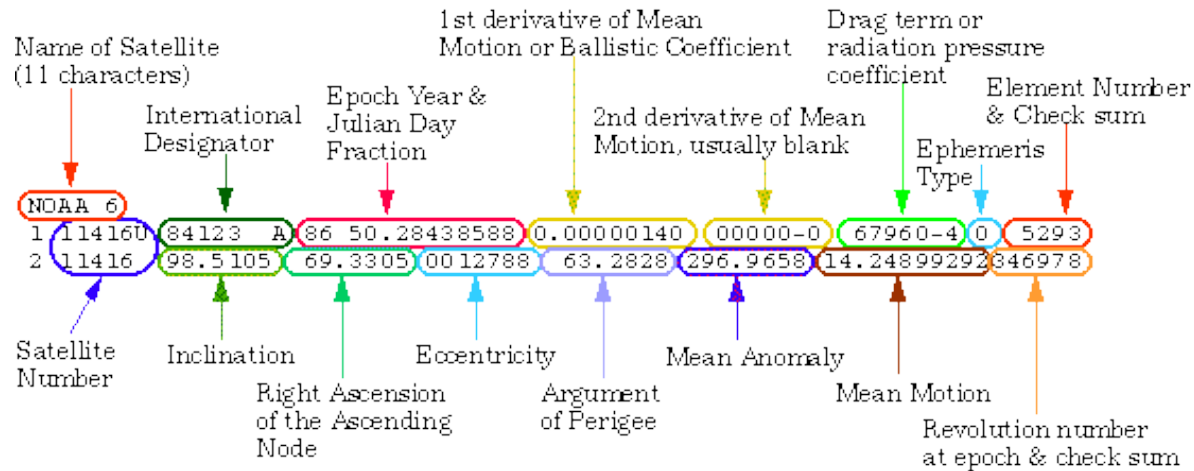 Name of Satellite
(11 characters)
International
Designator
Epoch Year &
Julian Day
Fraction
1st derivative of Mean
Motion or Ballistic Coefficient
2nd derivative of Mean
Motion, usually blank
Drag term or
radiation pressure
coefficient
Ephemeris
Type
Element Number
& Check sum
NOAA 6
1 11416U 84123 A 86 50.28438588 0.00000140 00000-0 67960-4 0 5293
2 11416 98.5105 69.3305 0012788 63.2828 296.9658 14.24899292346978
Satellite
Number
Inclination
Right Ascension
of the Ascending
Node
Eccentricity
Argument
of Perigee
Mean Anomaly
Mean Motion
Revolution number
at epoch & check sum